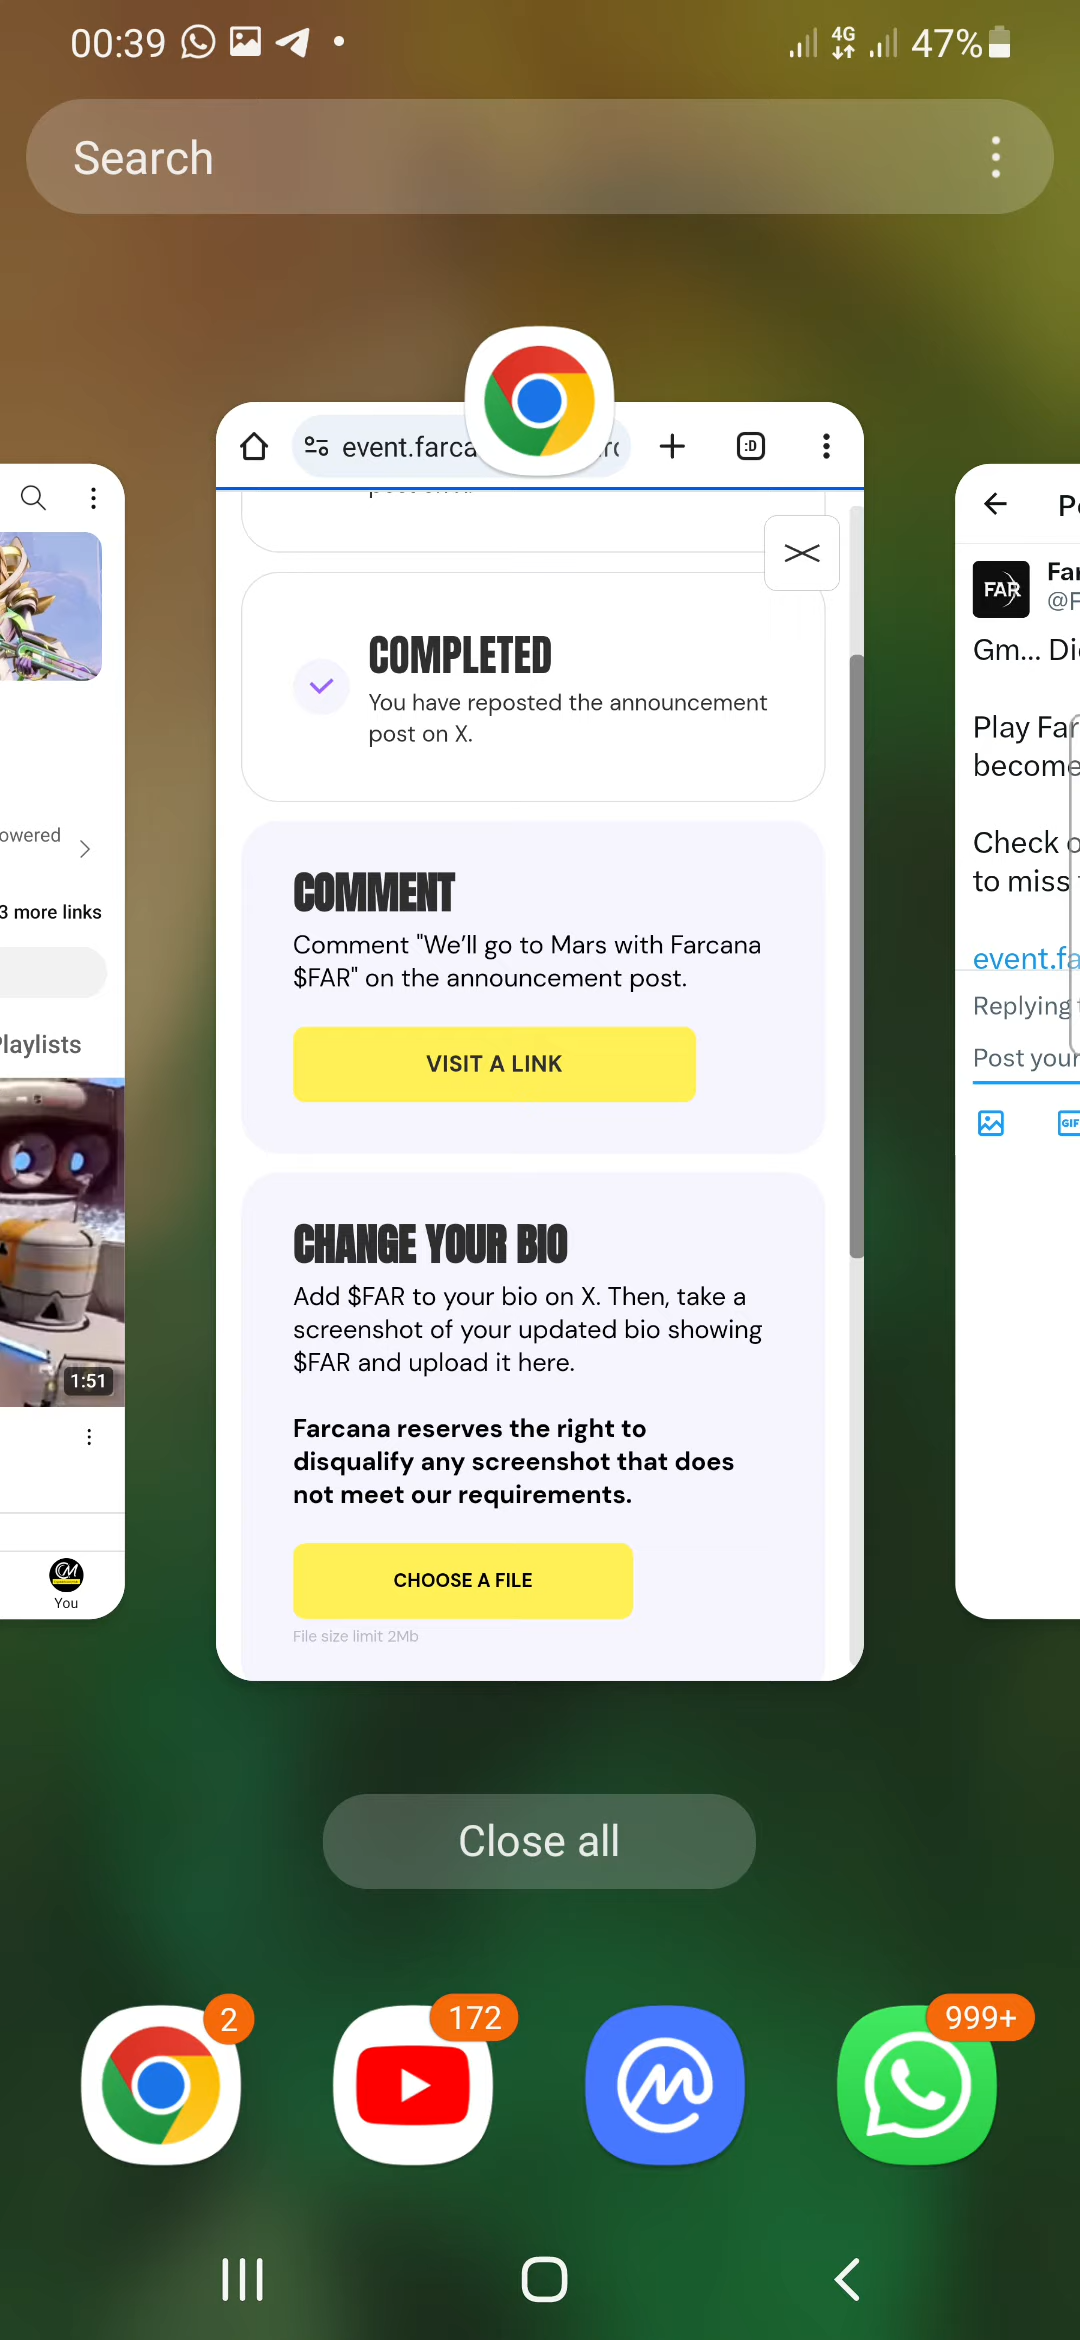 00:39
4G
47%
Search
event.farca
:D
COMPLETED
You have reposted the announcement
post on X.
COMMENT
Comment "We'll go to Mars with Farcana
$FAR" on the announcement post.
VISIT A LINK
CHANGE YOUR BIO
Add $FAR to your bio on X. Then, take a
screenshot of your updated bio showing
$FAR and upload it here.
Farcana reserves the right to
disqualify any screenshot that does
not meet our requirements.
CHOOSE A FILE
File size limit 2Mb
owered
3 more links
Playlists
1:51
CM
You
FAR
Far
@F
Gm... Di
Play Far
become
Check o
to miss
event.fa
Replying
Post your
GIF
Close all
2
172
999+